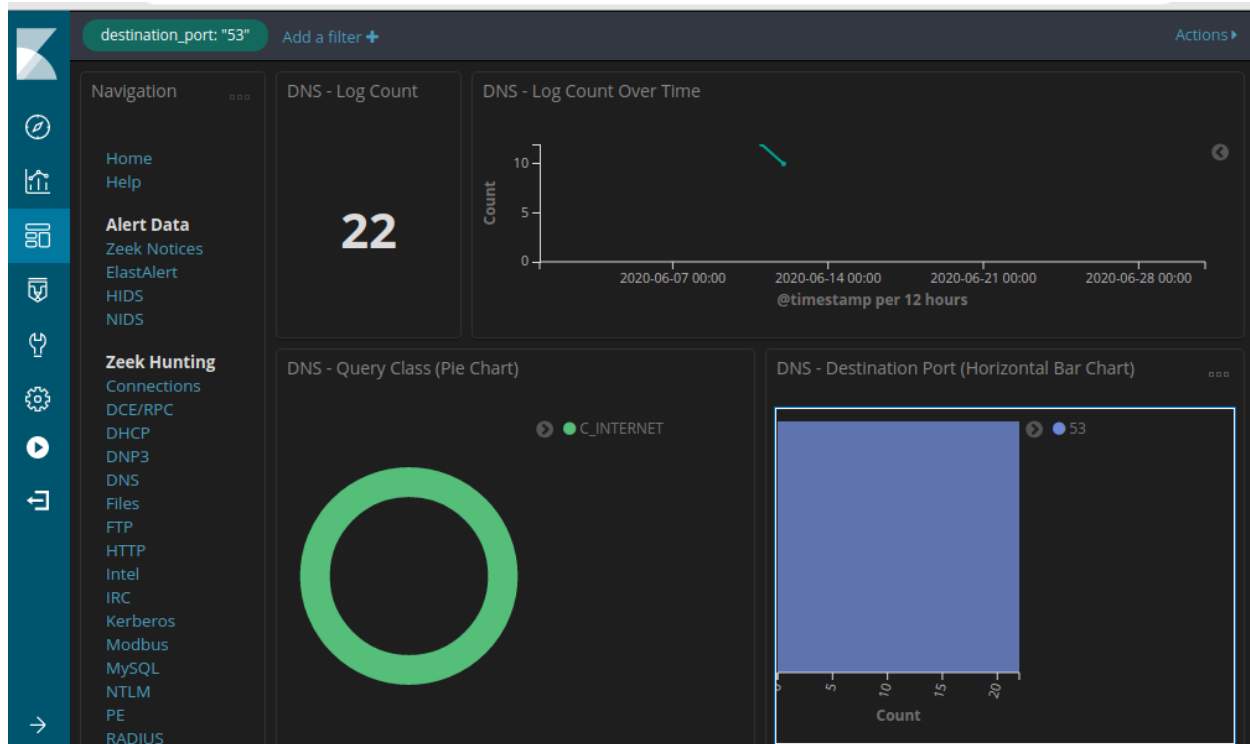 destination_port: "53"
Add a filter +
Actions
Navigation
Home
Help
Alert Data
Zeek Notices
ElastAlert
HIDS
NIDS
Zeek Hunting
Connections
DCE/RPC
DHCP
DNP3
DNS
Files
FTP
HTTP
Intel
IRC
Kerberos
Modbus
MySQL
NTLM
PE
RADIUS
DNS - Log Count
22
DNS - Log Count Over Time
10
5
0
Count
2020-06-07 00:00
2020-06-14 00:00
2020-06-21 00:00
2020-06-28 00:00
@timestamp per 12 hours
DNS - Query Class (Pie Chart)
C_INTERNET
DNS - Destination Port (Horizontal Bar Chart)
53
0
5
10
15
20
Count